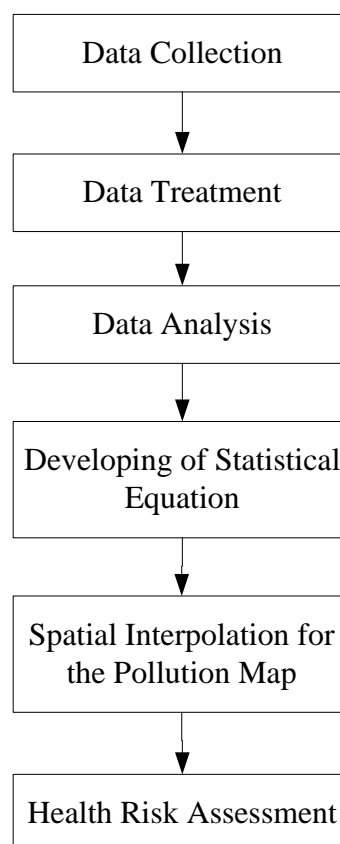 Data Collection
Data Treatment
Data Analysis
Developing of Statistical
Equation
Spatial Interpolation for
the Pollution Map
Health Risk Assessment